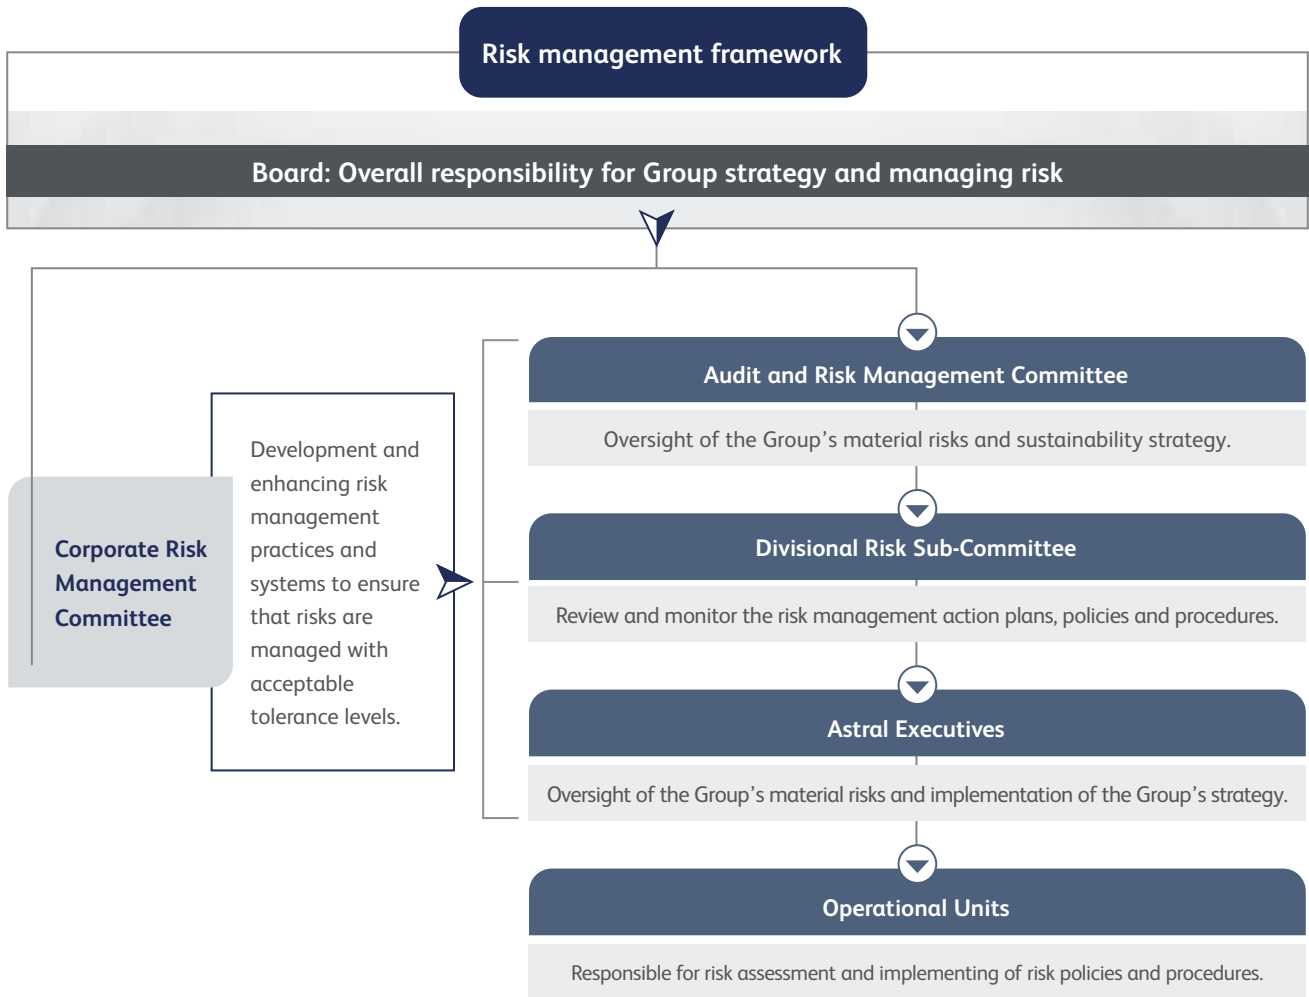 Risk management framework
Board: Overall responsibility for Group strategy and managing risk
Corporate Risk
Management
Committee
Development and
enhancing risk
management
practices and
systems to ensure
that risks are
managed with
acceptable
tolerance levels.
Audit and Risk Management Committee
Oversight of the Group’s material risks and sustainability strategy.
Divisional Risk Sub-Committee
Review and monitor the risk management action plans, policies and procedures.
Astral Executives
Oversight of the Group’s material risks and implementation of the Group’s strategy.
Operational Units
Responsible for risk assessment and implementing of risk policies and procedures.